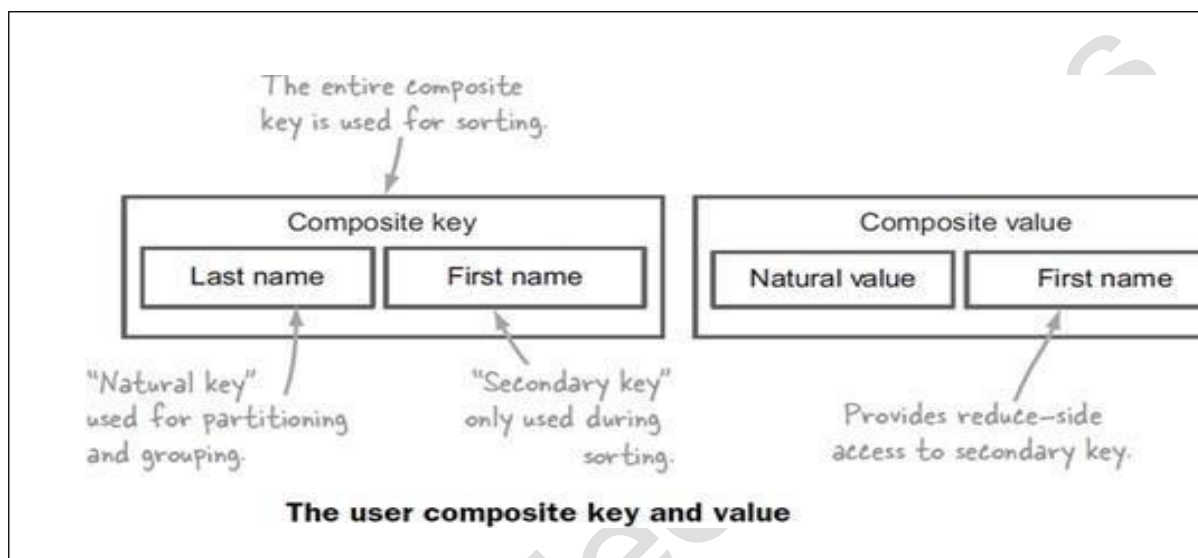 The entire composite
key is used for sorting.
Composite key
Composite value
Last name
First name
Natural value
First name
"Natural key"
used for partitioning
and grouping.
"Secondary key"
only used during
sorting.
Provides reduce-side
access to secondary key.
The user composite key and value